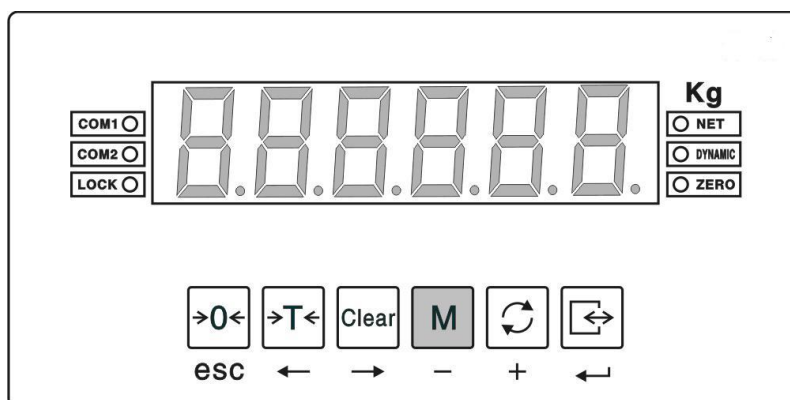 Kg
COM1 NET
COM2 DYNAMIC
LOCK ZERO
→0← →T← Clear M
esc ← → − + ↵